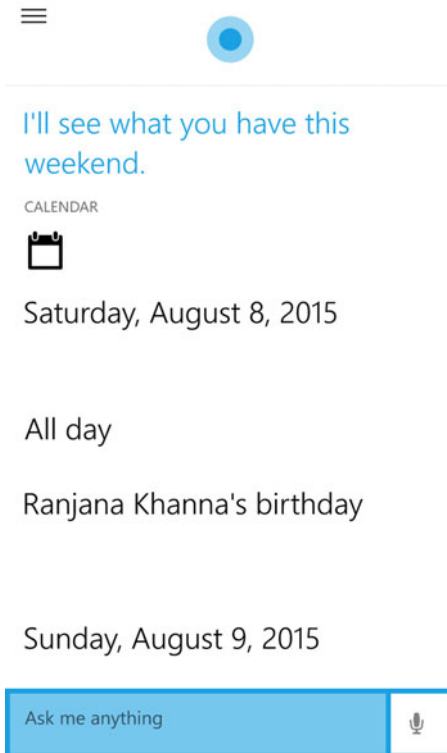 I'll see what you have this
weekend.
CALENDAR
Saturday, August 8, 2015
All day
Ranjana Khanna's birthday
Sunday, August 9, 2015
Ask me anything